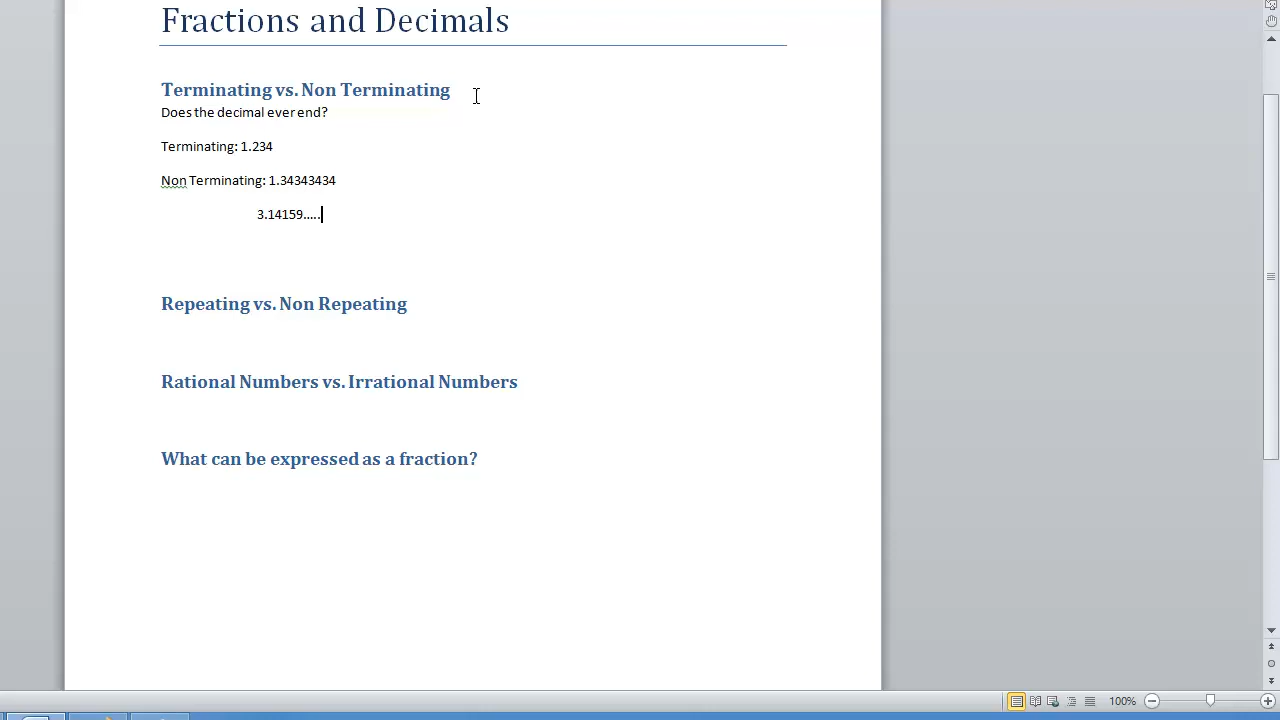 Fractions and Decimals
Terminating vs. Non Terminating
Does the decimal ever end?
Terminating: 1.234
Non Terminating: 1.34343434
3.14159.....
Repeating vs. Non Repeating
Rational Numbers vs. Irrational Numbers
What can be expressed as a fraction?
100%